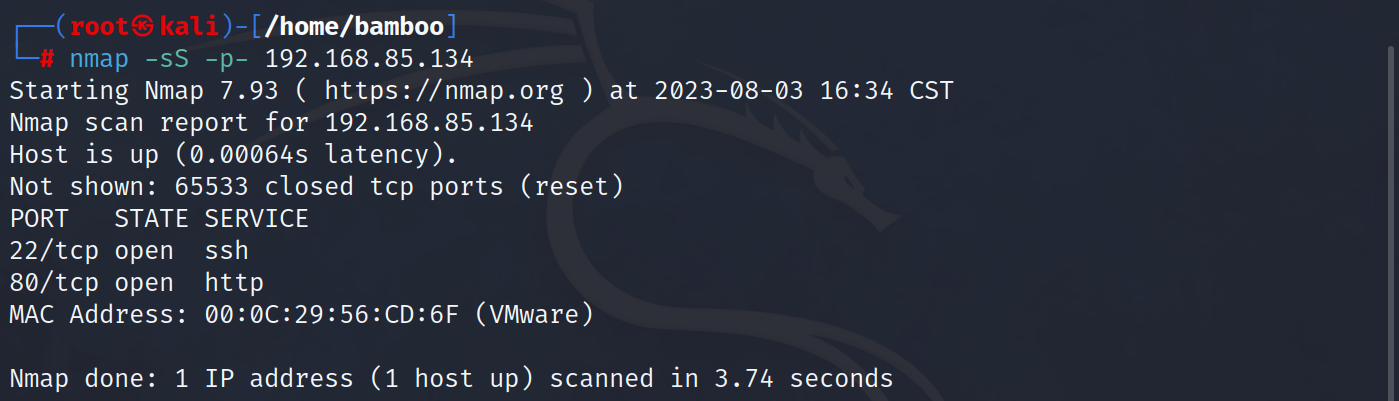 ┌──(root㉿kali)-[/home/bamboo]
└─# nmap -sS -p- 192.168.85.134
Starting Nmap 7.93 ( https://nmap.org ) at 2023-08-03 16:34 CST
Nmap scan report for 192.168.85.134
Host is up (0.00064s latency).
Not shown: 65533 closed tcp ports (reset)
PORT   STATE SERVICE
22/tcp open  ssh
80/tcp open  http
MAC Address: 00:0C:29:56:CD:6F (VMware)
Nmap done: 1 IP address (1 host up) scanned in 3.74 seconds